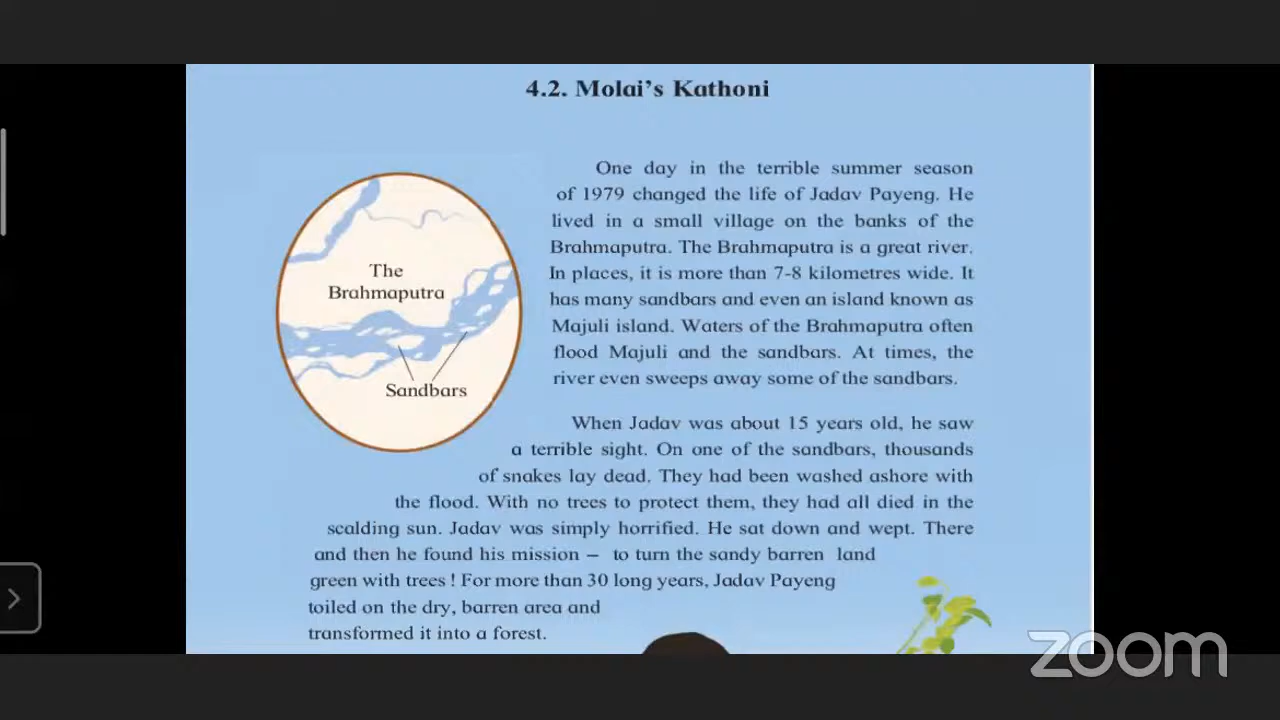 4.2. Molai's Kathoni
One day in the terrible summer season
of 1979 changed the life of Jadav Payeng. He
lived in a small village on the banks of the
Brahmaputra. The Brahmaputra is a great river.
In places, it is more than 7-8 kilometres wide. It
has many sandbars and even an island known as
Majuli island. Waters of the Brahmaputra often
flood Majuli and the sandbars. At times, the
river even sweeps away some of the sandbars.
The
Brahmaputra
Sandbars
When Jadav was about 15 years old, he saw
a terrible sight. On one of the sandbars, thousands
of snakes lay dead. They had been washed ashore with
the flood. With no trees to protect them, they had all died in the
scalding sun. Jadav was simply horrified. He sat down and wept. There
and then he found his mission – to turn the sandy barren land
green with trees ! For more than 30 long years, Jadav Payeng
toiled on the dry, barren area and
transformed it into a forest.
zoom